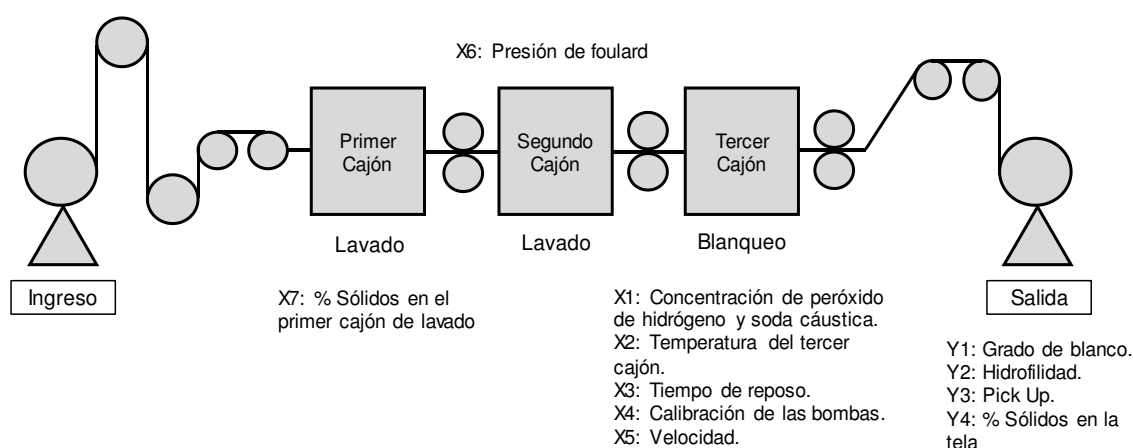 X6: Presión de foulard
Primer
Cajón
Segundo
Cajón
Tercer
Cajón
Lavado
Lavado
Blanqueo
Ingreso
X7: % Sólidos en el
primer cajón de lavado
X1: Concentración de peróxido
de hidrógeno y soda cáustica.
X2: Temperatura del tercer
cajón.
X3: Tiempo de reposo.
X4: Calibración de las bombas.
X5: Velocidad.
Salida
Y1: Grado de blanco.
Y2: Hidrofilidad.
Y3: Pick Up.
Y4: % Sólidos en la
tela